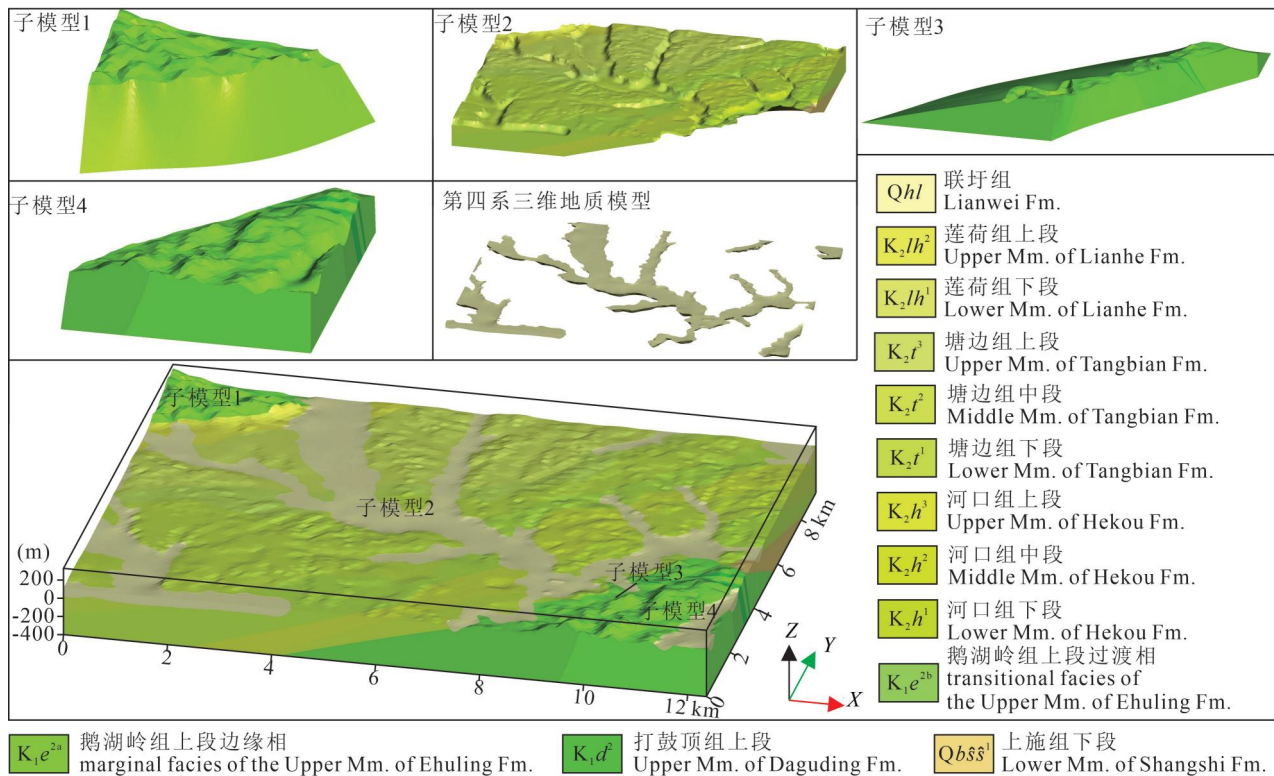 子模型1
子模型2
子模型3
子模型4
第四系三维地质模型
Qhl
联圩组
Lianwei Fm.
K₂lh²
莲荷组上段
Upper Mm. of Lianhe Fm.
K₂lh¹
莲荷组下段
Lower Mm. of Lianhe Fm.
K₂t³
塘边组上段
Upper Mm. of Tangbian Fm.
K₂t²
塘边组中段
Middle Mm. of Tangbian Fm.
K₂t¹
塘边组下段
Lower Mm. of Tangbian Fm.
K₂h³
河口组上段
Upper Mm. of Hekou Fm.
K₂h²
河口组中段
Middle Mm. of Hekou Fm.
K₂h¹
河口组下段
Lower Mm. of Hekou Fm.
K₁e²ᵇ
鹅湖岭组上段过渡相
transitional facies of
the Upper Mm. of Ehuling Fm.
子模型1
子模型2
子模型3
子模型4
(m)
200
0
-200
-400
0
2
4
6
8
10
12 km
0
2
4
6
8 km
Z
Y
X
K₁e²ᵃ
鹅湖岭组上段边缘相
marginal facies of the Upper Mm. of Ehuling Fm.
K₁d²
打鼓顶组上段
Upper Mm. of Daguding Fm.
Qbŝŝ¹
上施组下段
Lower Mm. of Shangshi Fm.